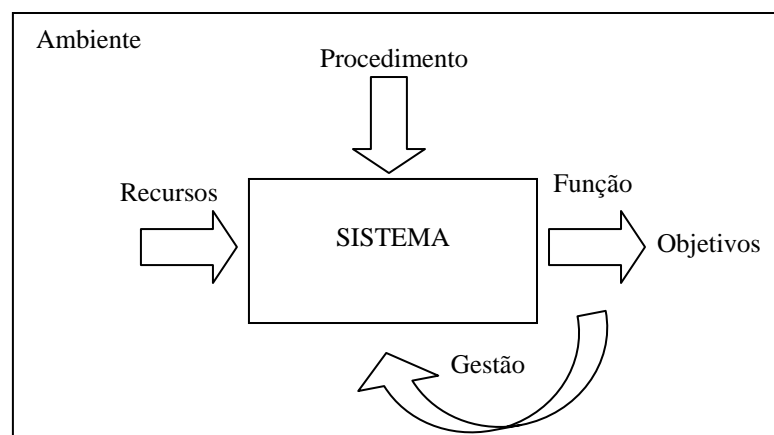 Ambiente
Procedimento
Recursos
Função
SISTEMA
Objetivos
Gestão